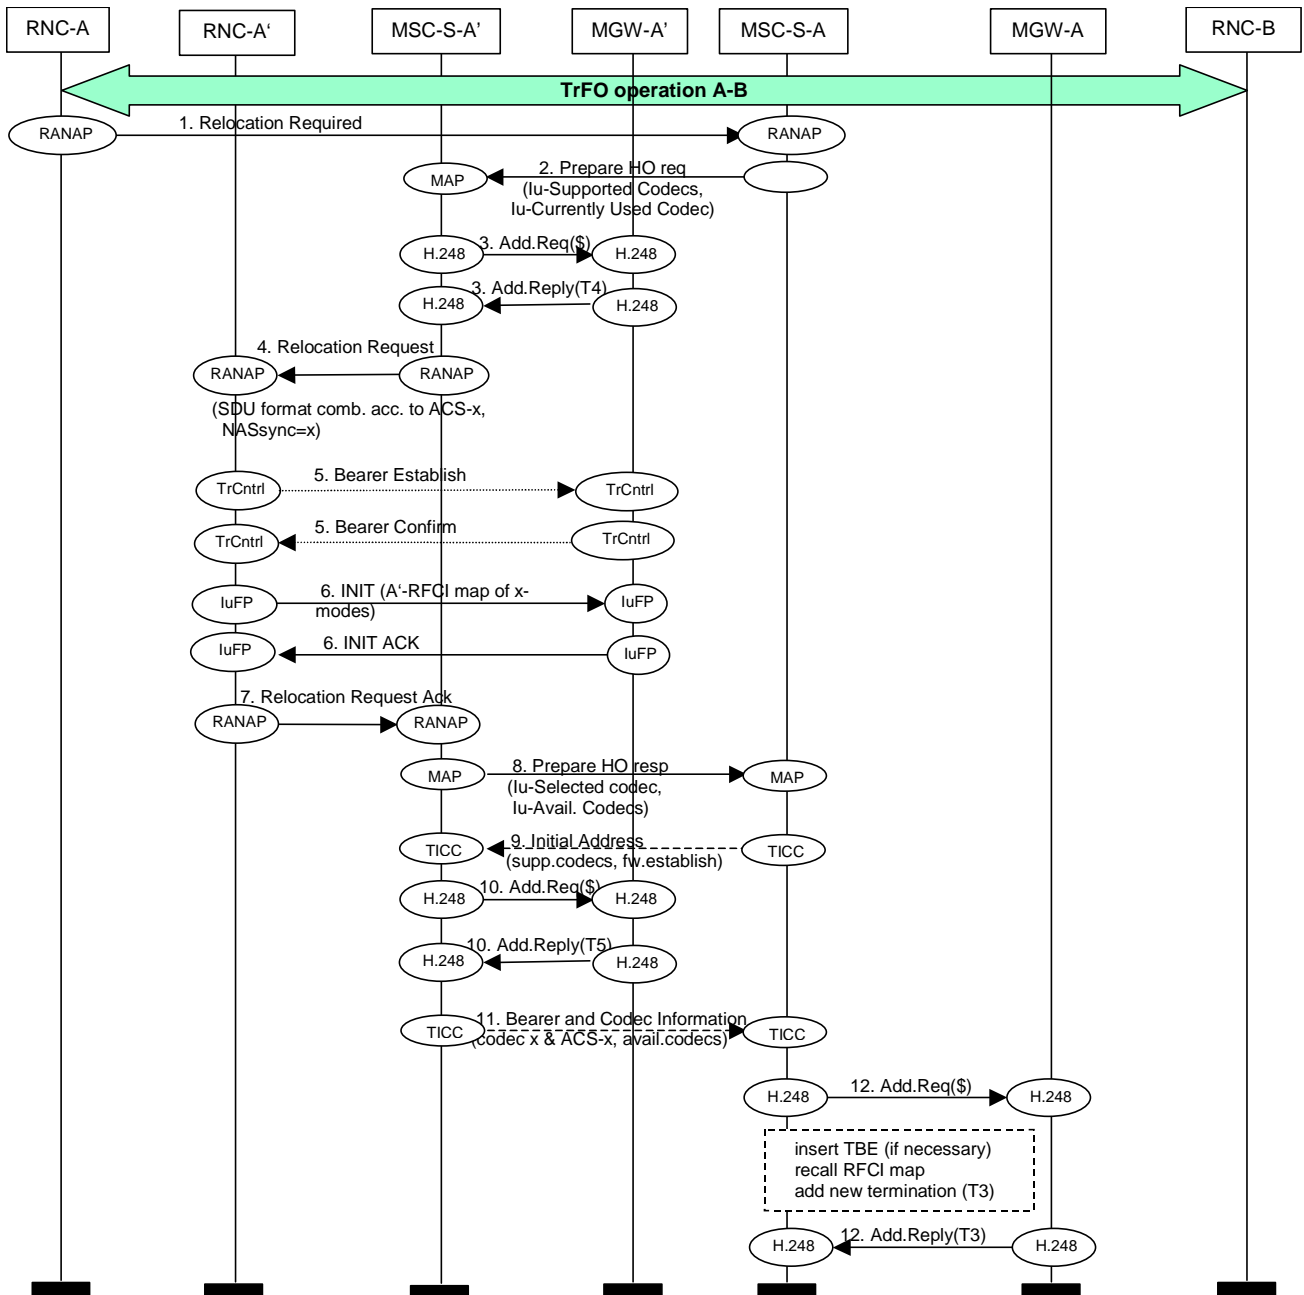 RNC-A
RNC-A‘
MSC-S-A’
MGW-A’
MSC-S-A
MGW-A
RNC-B
TrFO operation A-B
RANAP
1. Relocation Required
RANAP
MAP
2. Prepare HO req
(Iu-Supported Codecs,
Iu-Currently Used Codec)
H.248
3. Add.Req($)
H.248
H.248
3. Add.Reply(T4)
H.248
4. Relocation Request
RANAP
RANAP
(SDU format comb. acc. to ACS-x,
NASsync=x)
TrCntrl
5. Bearer Establish
TrCntrl
TrCntrl
5. Bearer Confirm
TrCntrl
IuFP
6. INIT (A‘-RFCI map of x-
modes)
IuFP
IuFP
6. INIT ACK
IuFP
7. Relocation Request Ack
RANAP
RANAP
MAP
8. Prepare HO resp
(Iu-Selected codec,
Iu-Avail. Codecs)
MAP
TICC
9. Initial Address
(supp.codecs, fw.establish)
TICC
H.248
10. Add.Req($)
H.248
H.248
10. Add.Reply(T5)
H.248
TICC
11. Bearer and Codec Information
(codec x & ACS-x, avail.codecs)
TICC
H.248
12. Add.Req($)
H.248
insert TBE (if necessary)
recall RFCI map
add new termination (T3)
H.248
12. Add.Reply(T3)
H.248